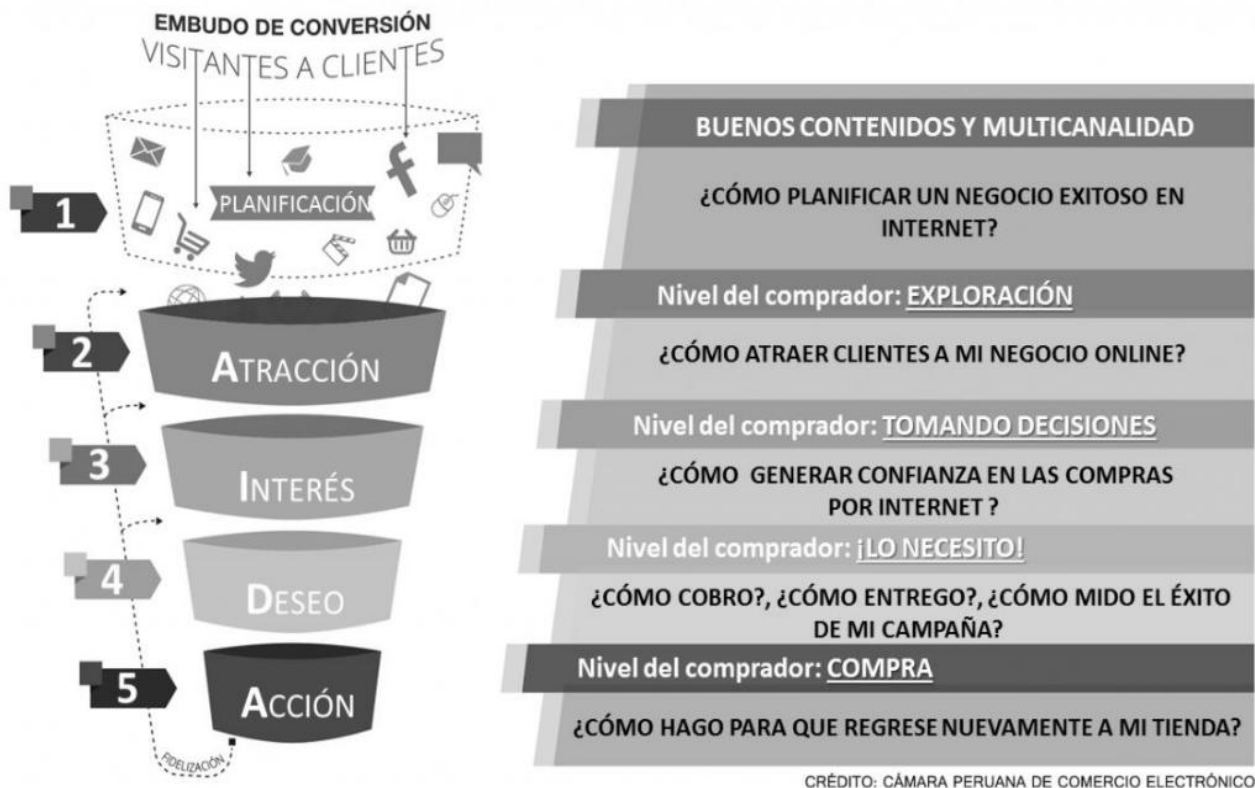 EMBUDO DE CONVERSIÓN
VISITANTES A CLIENTES
1
PLANIFICACIÓN
BUENOS CONTENIDOS Y MULTICANALIDAD
¿CÓMO PLANIFICAR UN NEGOCIO EXITOSO EN
INTERNET?
2
ATRACCIÓN
Nivel del comprador: EXPLORACIÓN
¿CÓMO ATRAER CLIENTES A MI NEGOCIO ONLINE?
3
INTERÉS
Nivel del comprador: TOMANDO DECISIONES
¿CÓMO GENERAR CONFIANZA EN LAS COMPRAS
POR INTERNET ?
4
DESEO
Nivel del comprador: ¡LO NECESITO!
¿CÓMO COBRO?, ¿CÓMO ENTREGO?, ¿CÓMO MIDO EL ÉXITO
DE MI CAMPAÑA?
5
ACCIÓN
Nivel del comprador: COMPRA
¿CÓMO HAGO PARA QUE REGRESE NUEVAMENTE A MI TIENDA?
FIDELIZACIÓN
CRÉDITO: CÁMARA PERUANA DE COMERCIO ELECTRÓNICO